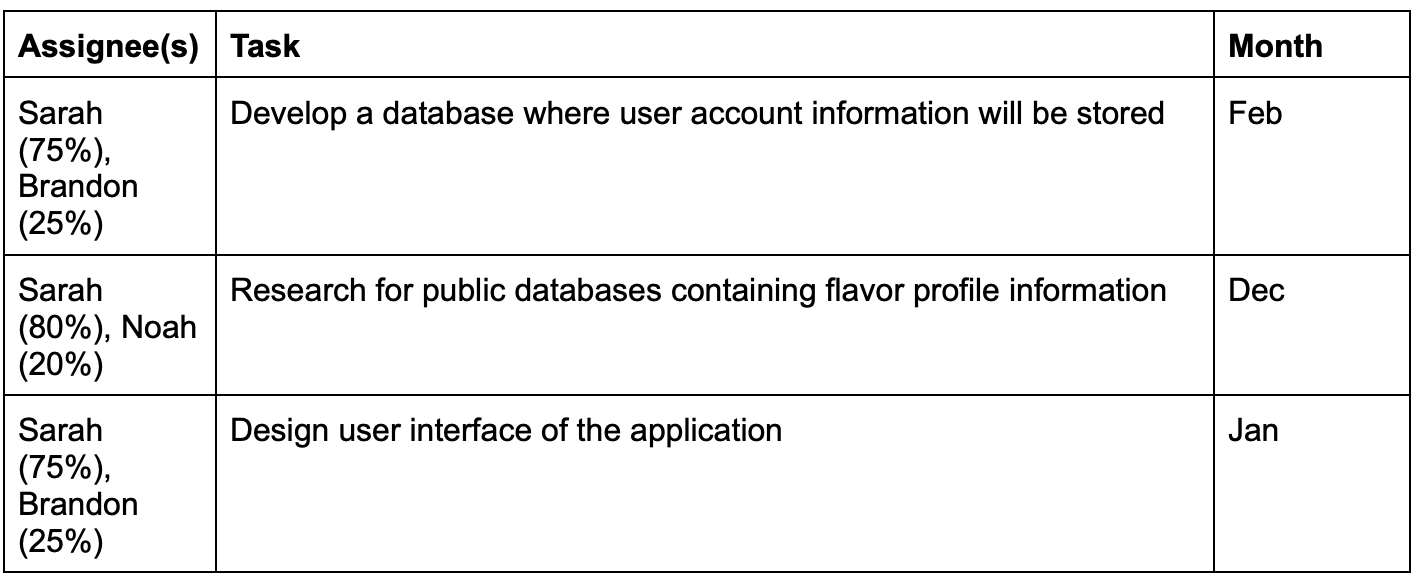 Assignee(s) Task Month
Sarah Develop a database where user account information will be stored Feb
(75%),
Brandon
(25%)
Sarah Research for public databases containing flavor profile information Dec
(80%), Noah
(20%)
Sarah Design user interface of the application Jan
(75%),
Brandon
(25%)